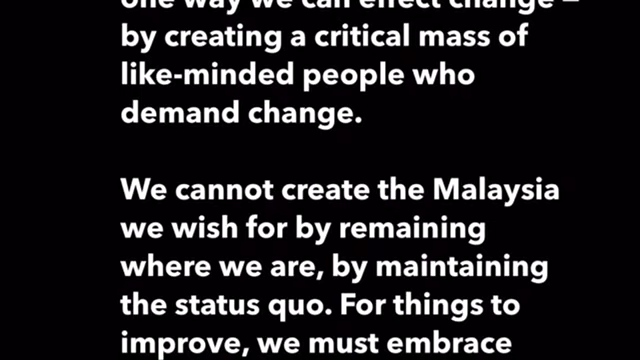 one way we can effect change –
by creating a critical mass of
like-minded people who
demand change.
We cannot create the Malaysia
we wish for by remaining
where we are, by maintaining
the status quo. For things to
improve, we must embrace